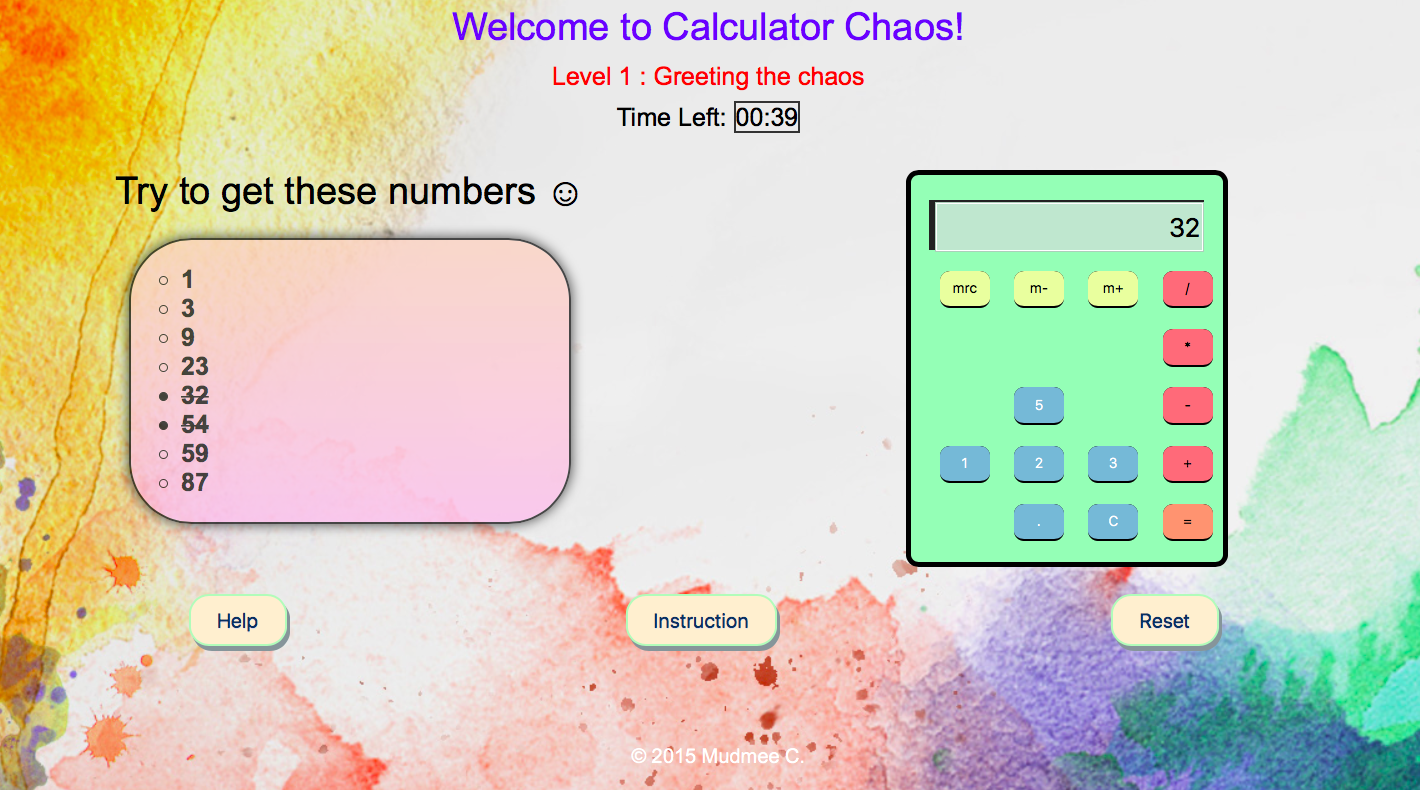 Welcome to Calculator Chaos!
Level 1 : Greeting the chaos
Time Left: 00:39
Try to get these numbers ☺
1
3
9
23
32
54
59
87
32
mrc m- m+ /
*
5 -
1 2 3 +
. C =
Help Instruction Reset
© 2015 Mudmee C.